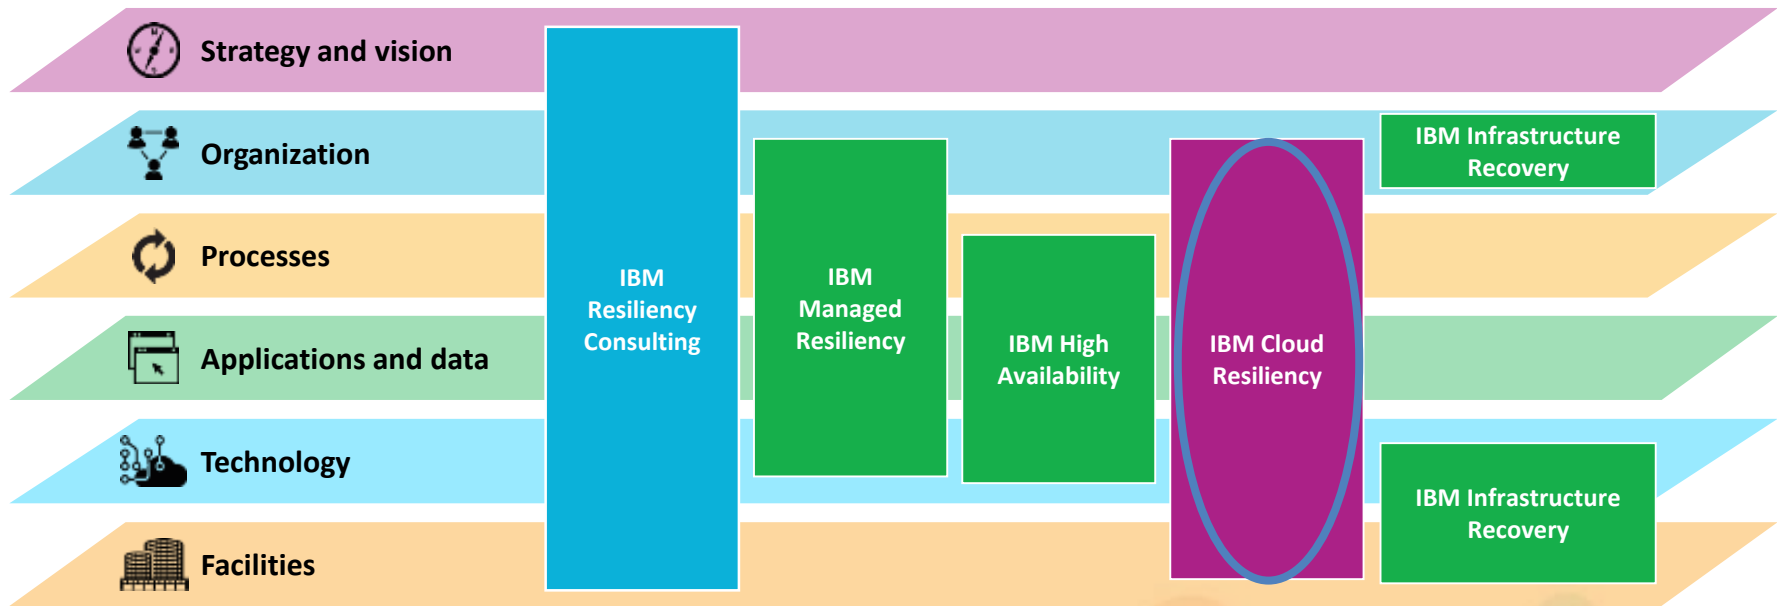 Strategy and vision
Organization
Processes
Applications and data
Technology
Facilities
IBM
Resiliency
Consulting
IBM
Managed
Resiliency
IBM High
Availability
IBM Cloud
Resiliency
IBM Infrastructure
Recovery
IBM Infrastructure
Recovery